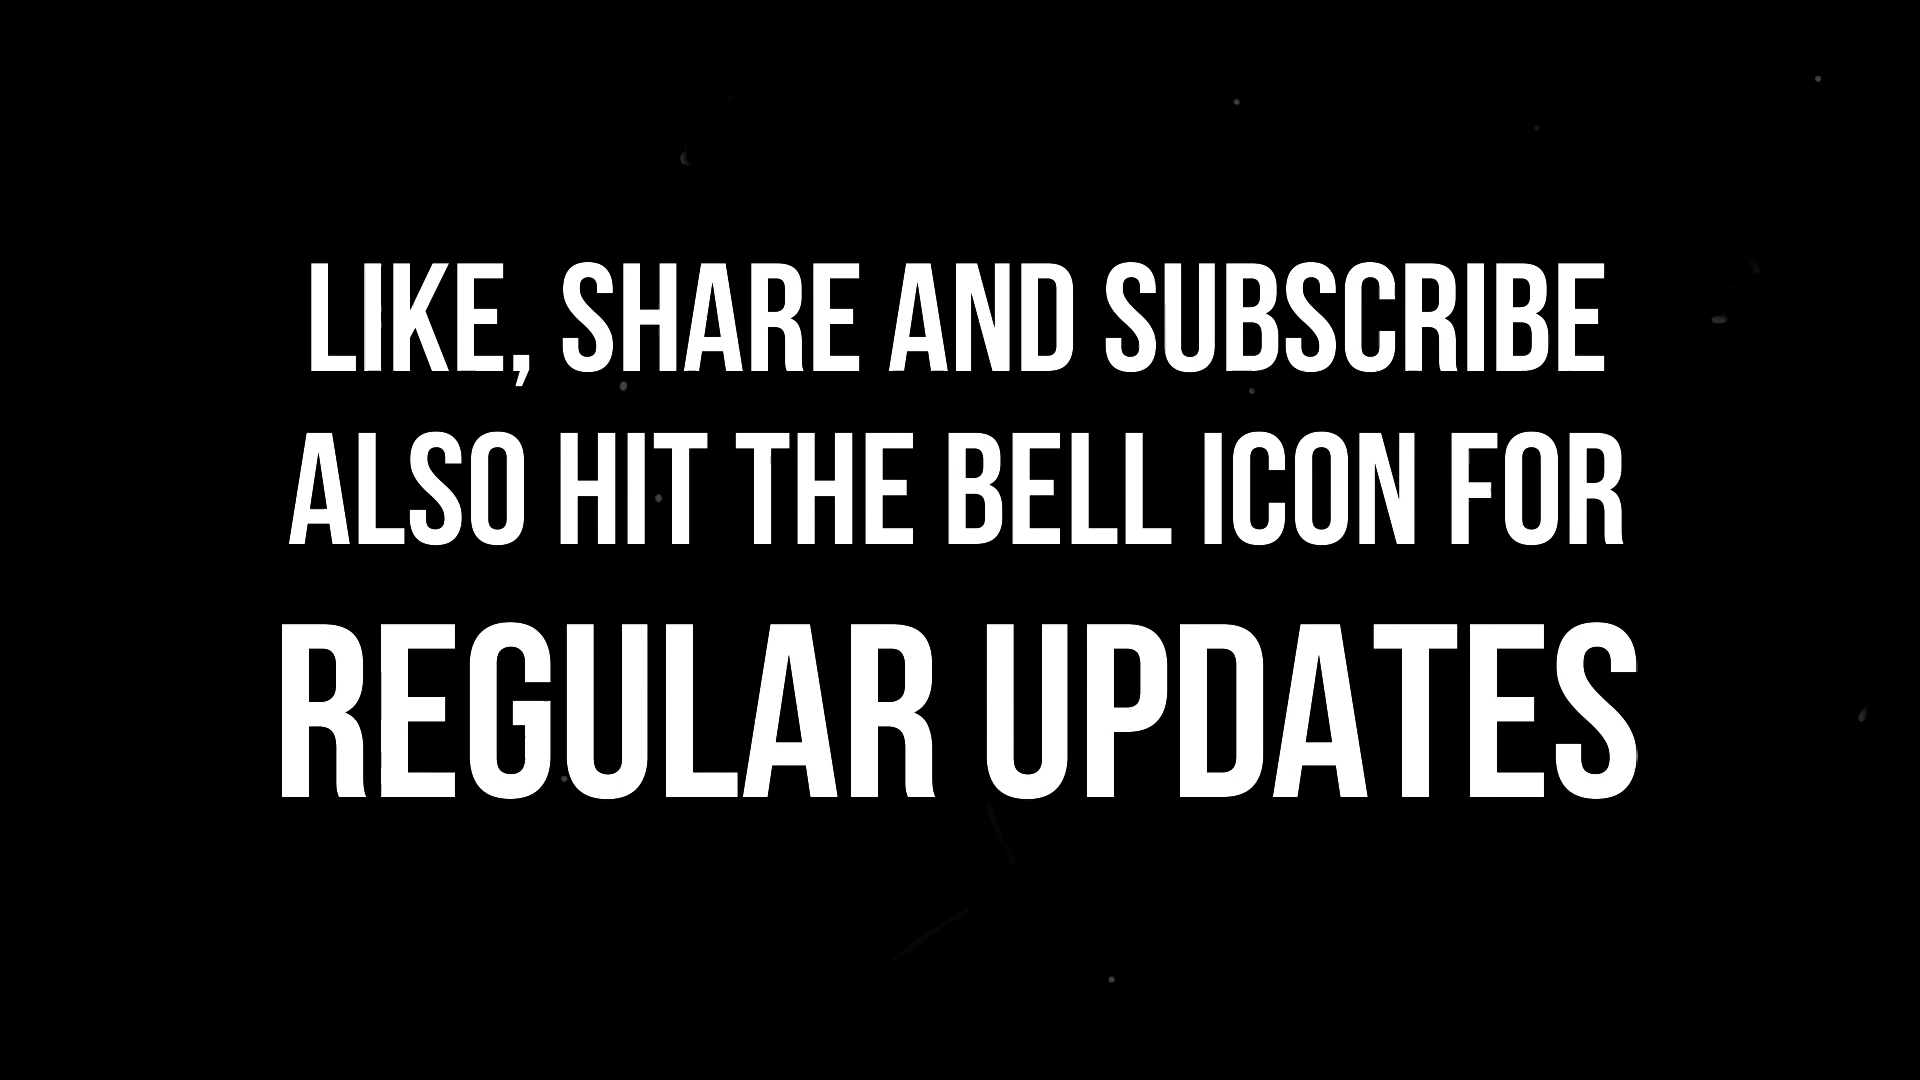 LIKE, SHARE AND SUBSCRIBE
ALSO HIT THE BELL ICON FOR
REGULAR UPDATES